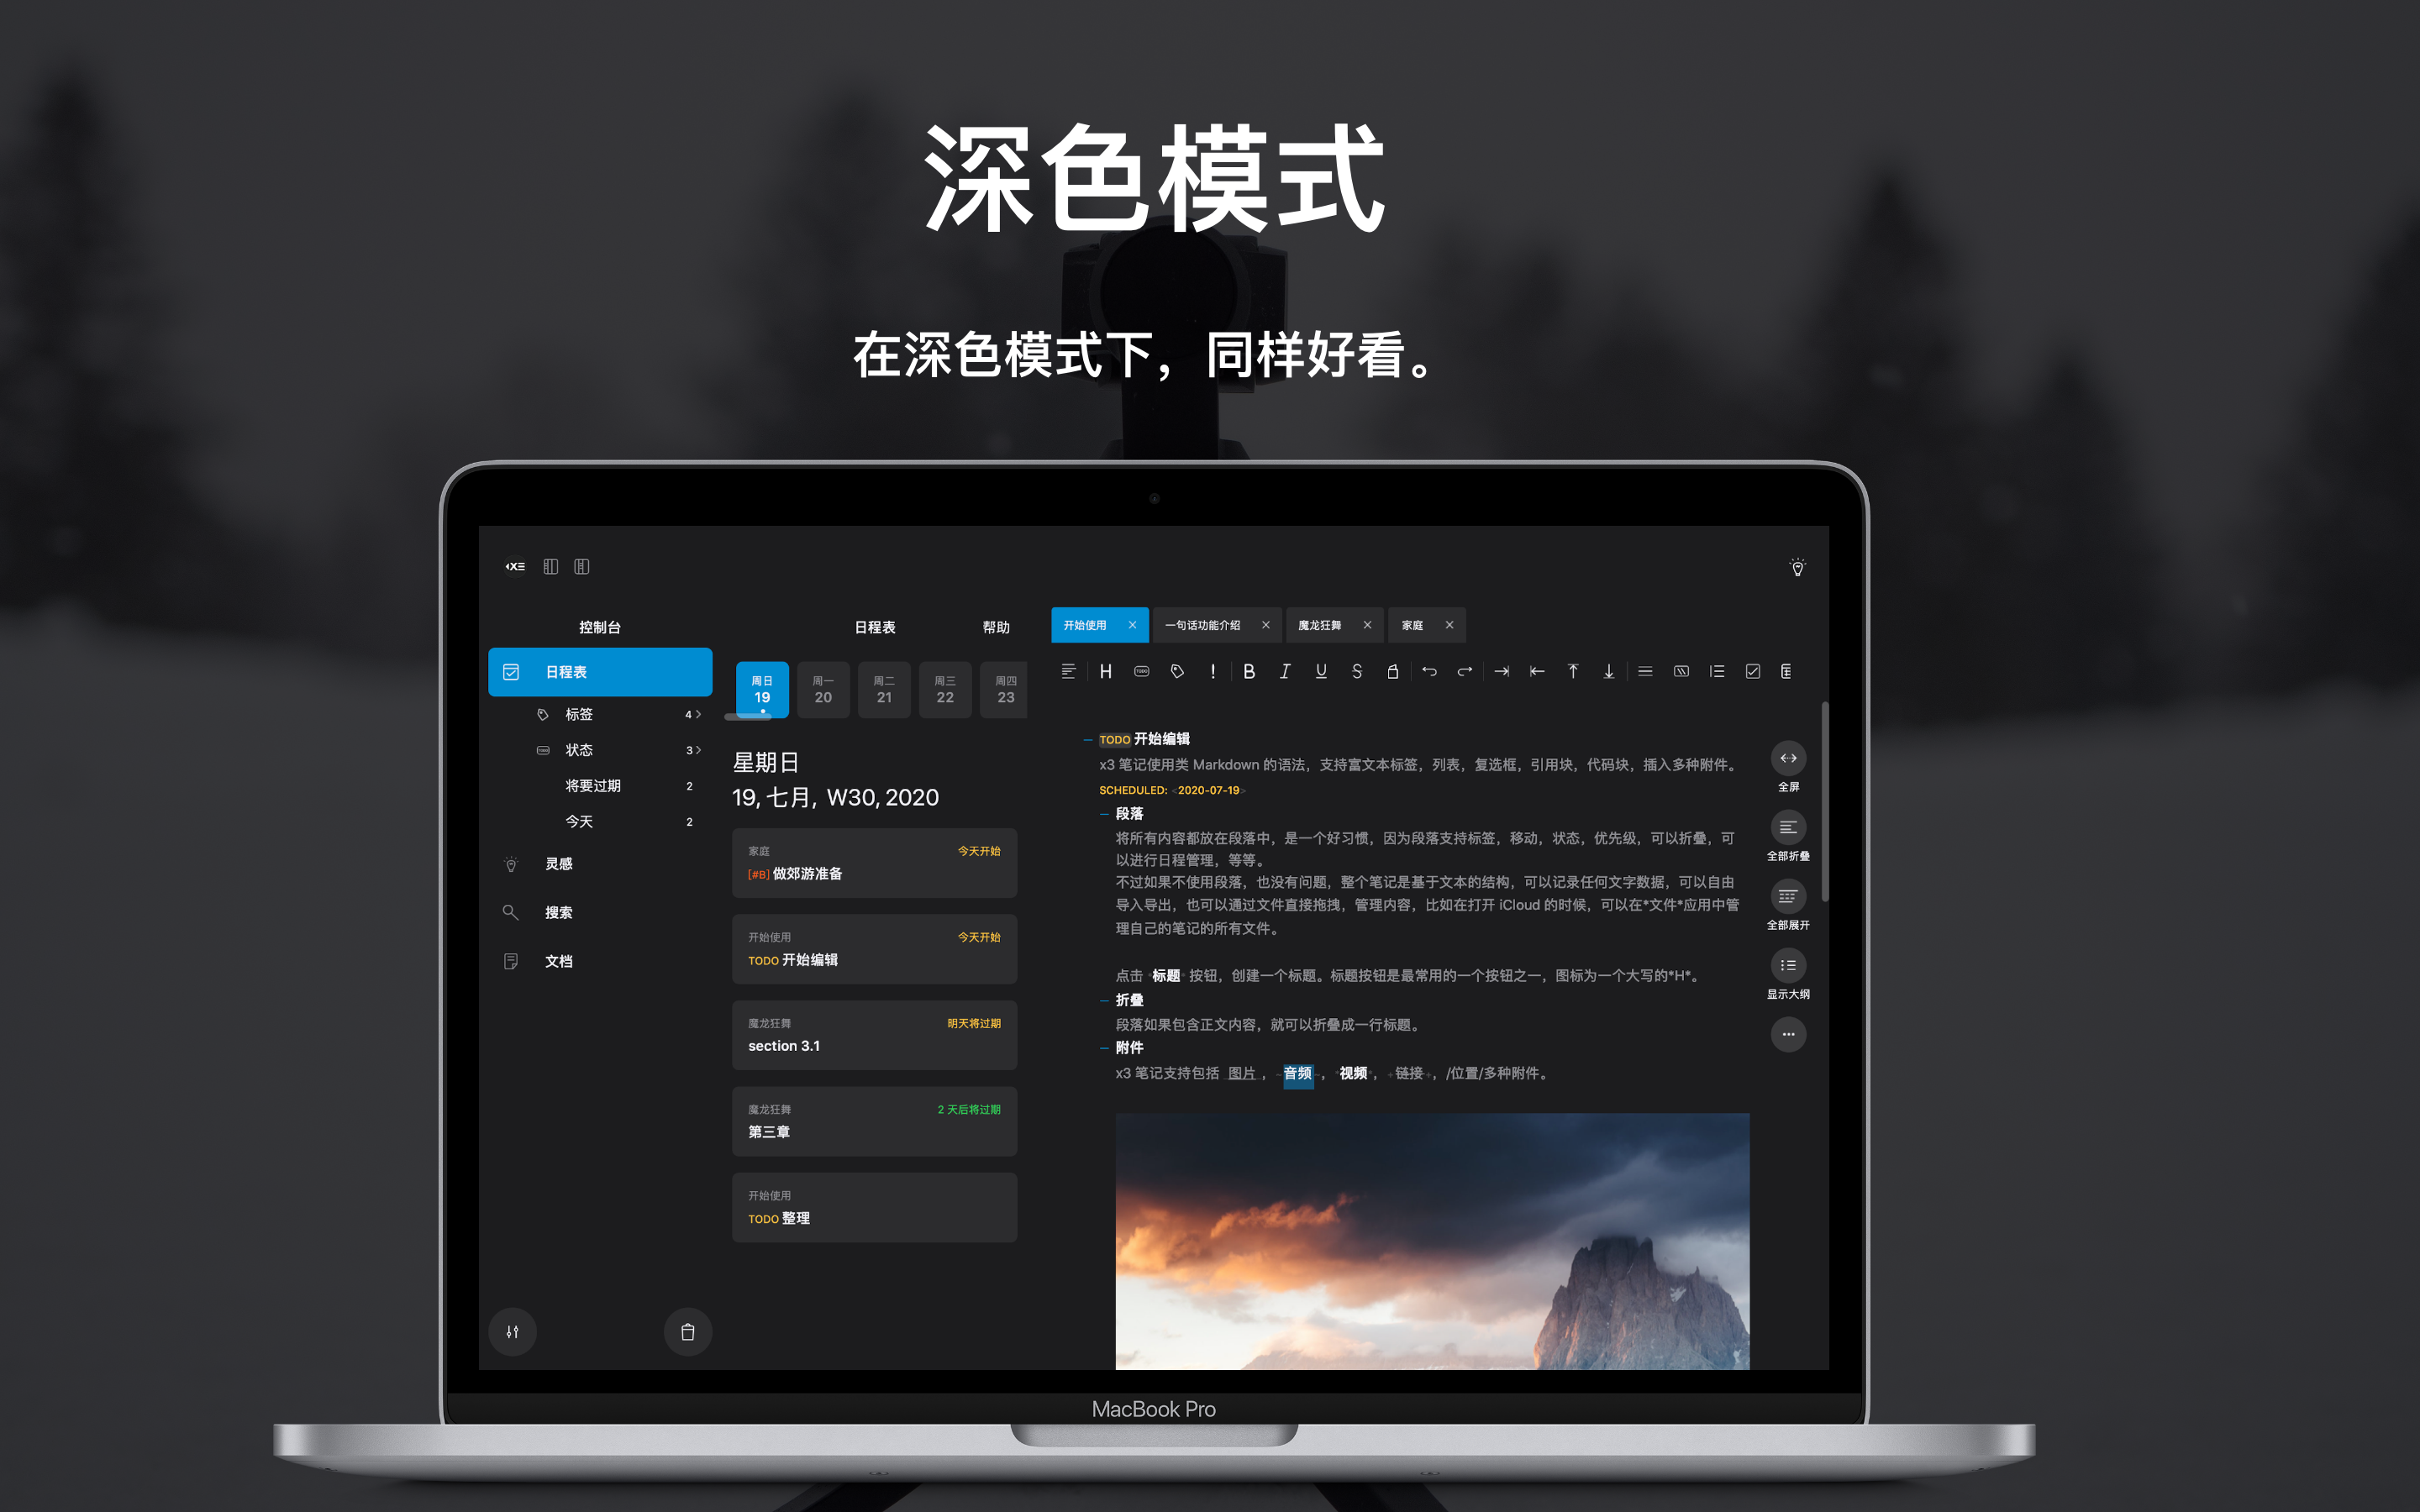 深色模式
在深色模式下，同样好看。
控制台
日程表
标签 4
状态 3
将要过期 2
今天 2
灵感
搜索
文档
日程表 帮助
周日 周一 周二 周三 周四
19 20 21 22 23
星期日
19, 七月, W30, 2020
家庭 今天开始
[#B] 做郊游准备
开始使用 今天开始
TODO 开始编辑
魔龙狂舞 明天将过期
section 3.1
魔龙狂舞 2 天后将过期
第三章
开始使用
TODO 整理
开始使用 一句话功能介绍 魔龙狂舞 家庭
H ! B I U S
TODO 开始编辑
x3 笔记使用类 Markdown 的语法，支持富文本标签，列表，复选框，引用块，代码块，插入多种附件。
SCHEDULED: <2020-07-19>
段落
将所有内容都放在段落中，是一个好习惯，因为段落支持标签，移动，状态，优先级，可以折叠，可
以进行日程管理，等等。
不过如果不使用段落，也没有问题，整个笔记是基于文本的结构，可以记录任何文字数据，可以自由
导入导出，也可以通过文件直接拖拽，管理内容，比如在打开 iCloud 的时候，可以在*文件*应用中管
理自己的笔记的所有文件。
点击 标题 按钮，创建一个标题。标题按钮是最常用的一个按钮之一，图标为一个大写的*H*。
折叠
段落如果包含正文内容，就可以折叠成一行标题。
附件
x3 笔记支持包括 _图片_，~音频~，*视频*，+链接+，/位置/多种附件。
全屏
全部折叠
全部展开
显示大纲
MacBook Pro